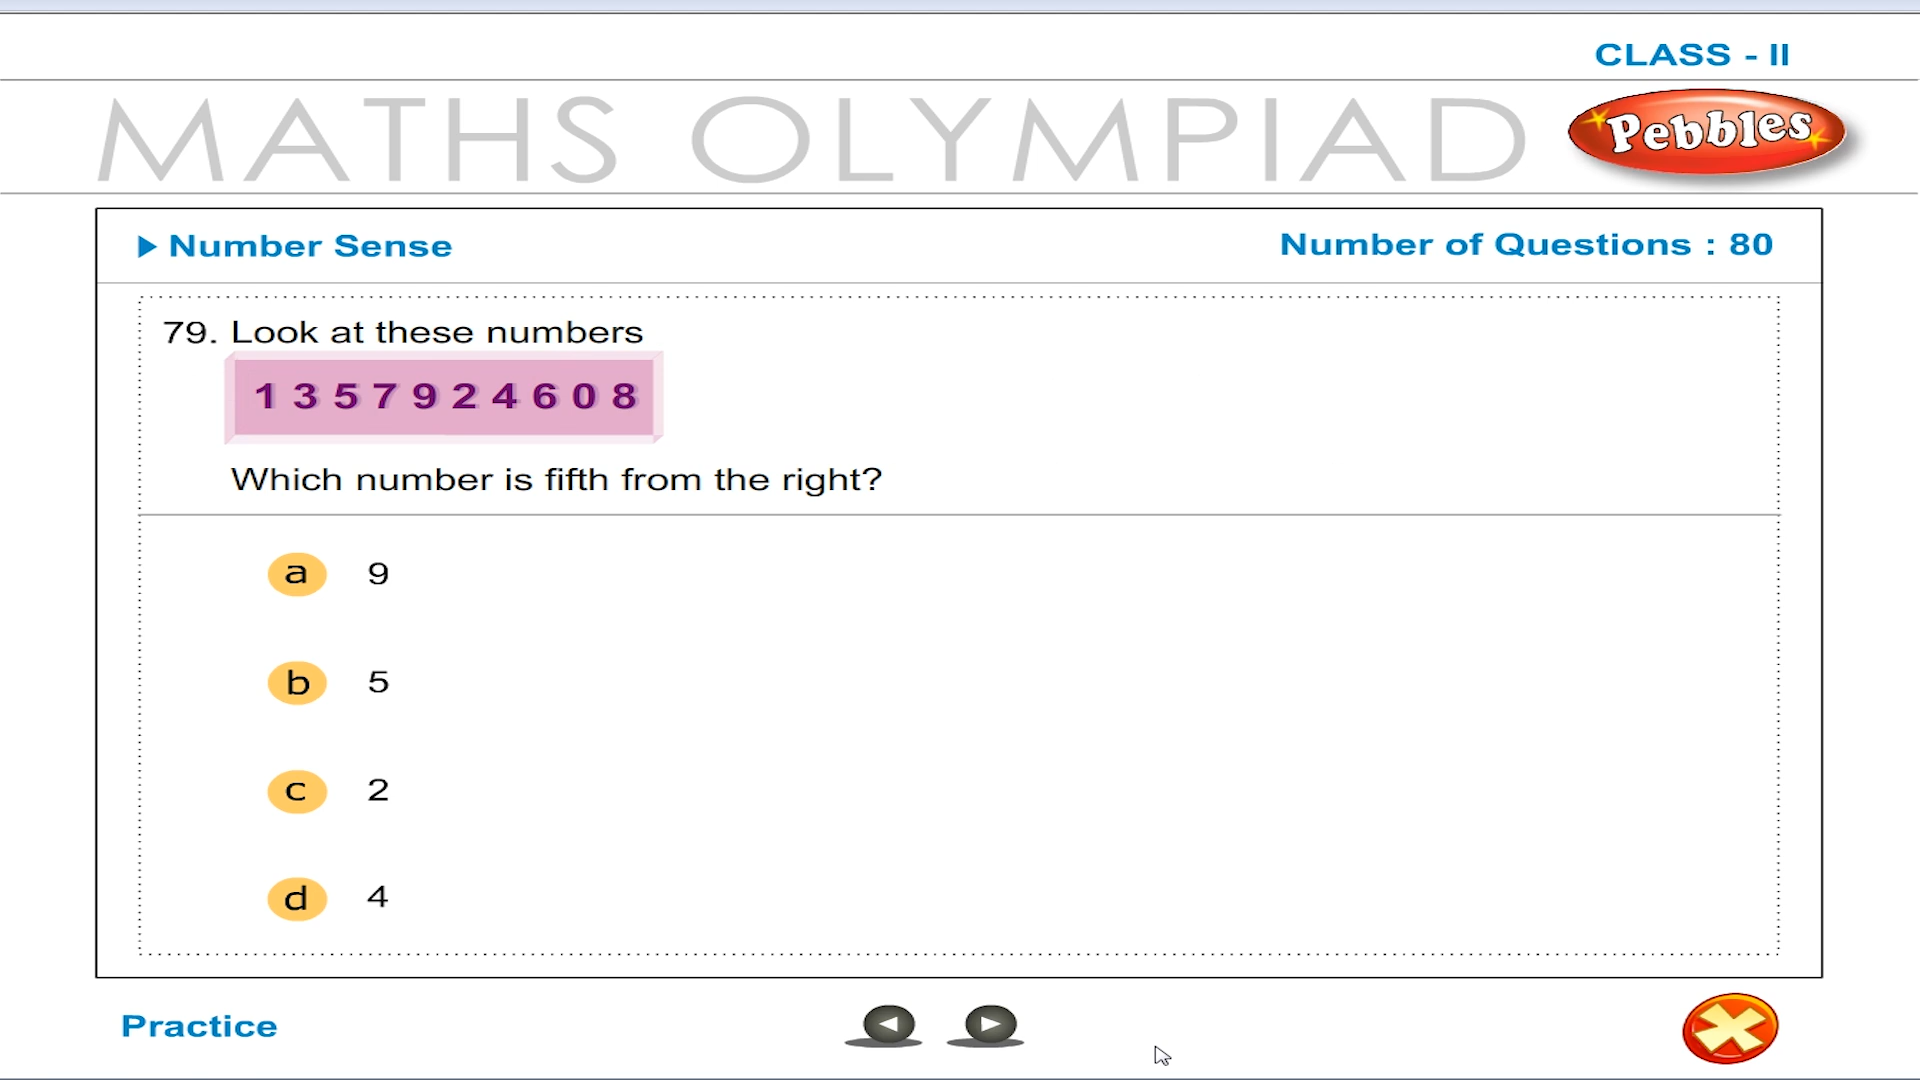 CLASS - II
MATHS OLYMPIAD
Pebbles
Number Sense
Number of Questions : 80
79. Look at these numbers
1 3 5 7 9 2 4 6 0 8
Which number is fifth from the right?
a 9
b 5
c 2
d 4
Practice